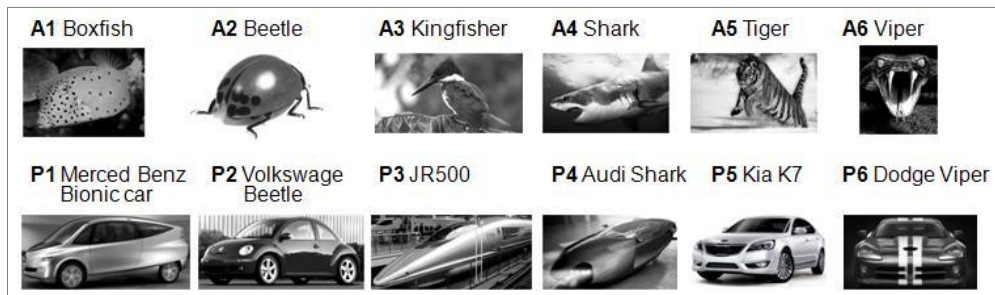 A1 Boxfish A2 Beetle A3 Kingfisher A4 Shark A5 Tiger A6 Viper
P1 Merced Benz P2 Volkswage P3 JR500 P4 Audi Shark P5 Kia K7 P6 Dodge Viper
Bionic car Beetle